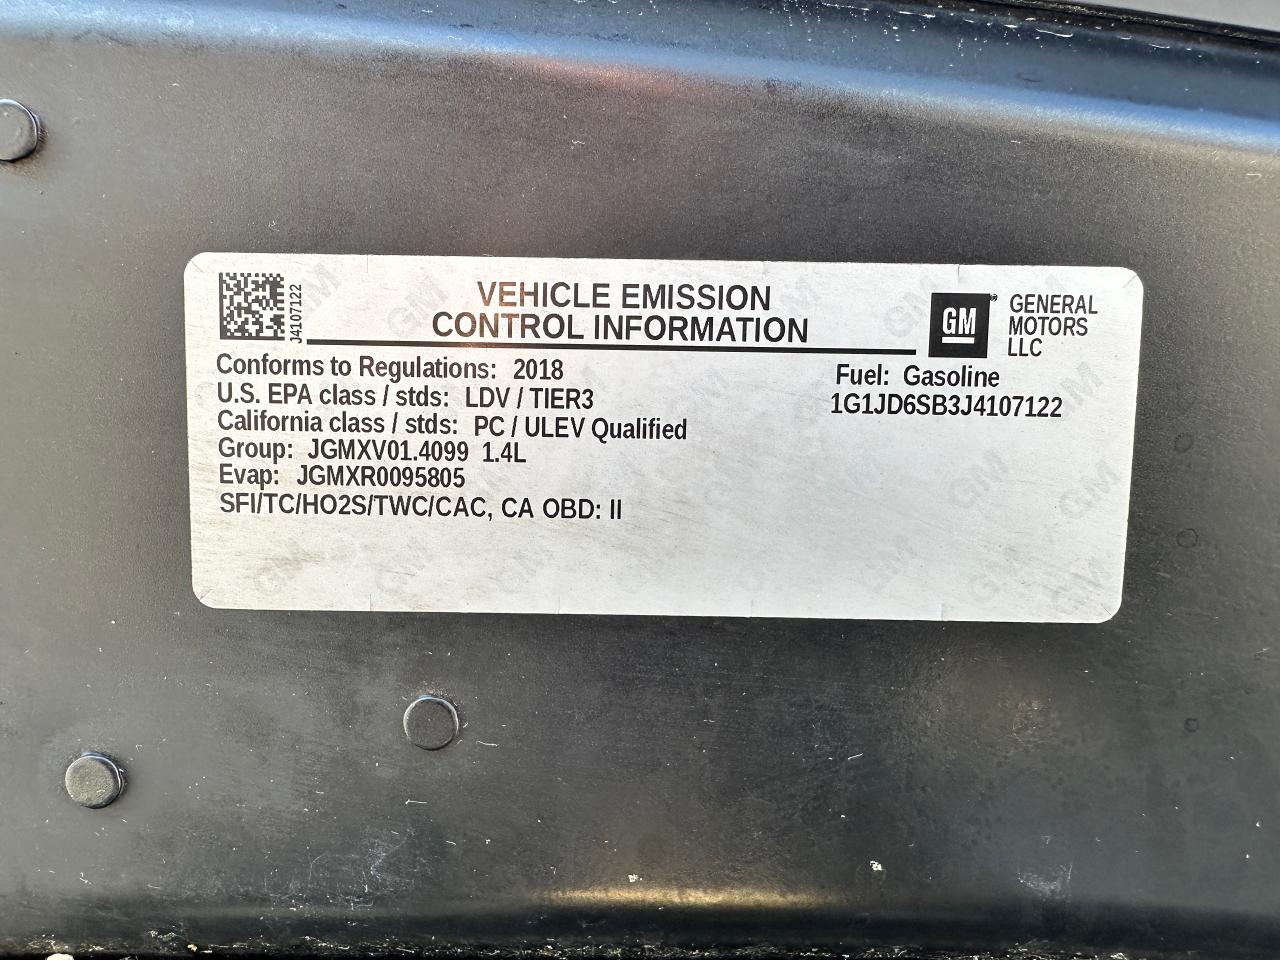 J4107122
VEHICLE EMISSION
CONTROL INFORMATION
GM
GENERAL
MOTORS
LLC
Conforms to Regulations: 2018
U.S. EPA class / stds: LDV / TIER3
California class / stds: PC / ULEV Qualified
Group: JGMXV01.4099 1.4L
Evap: JGMXR0095805
SFI/TC/HO2S/TWC/CAC, CA OBD: II
Fuel: Gasoline
1G1JD6SB3J4107122